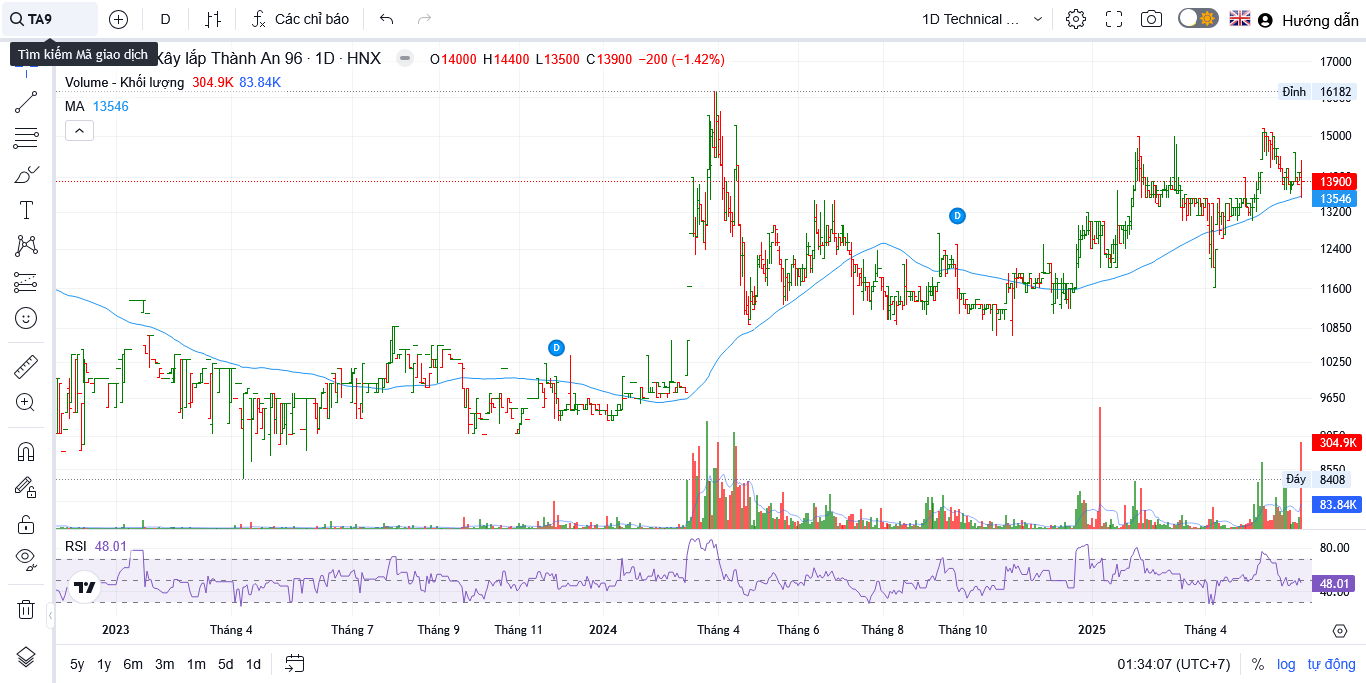 TA9
D
Các chỉ báo
1D Technical ...
Hướng dẫn
Tìm kiếm Mã giao dịch
Xây lắp Thành An 96 · 1D · HNX
O14000 H14400 L13500 C13900 −200 (−1.42%)
Volume - Khối lượng 304.9K 83.84K
MA 13546
17000
Đỉnh 16182
15000
13900
13546
13200
12400
11600
10850
10250
9650
304.9K
8550
Đáy 8408
83.84K
D
D
RSI 48.01
80.00
48.01
40.00
2023 Tháng 4 Tháng 7 Tháng 9 Tháng 11 2024 Tháng 4 Tháng 6 Tháng 8 Tháng 10 2025 Tháng 4
5y 1y 6m 3m 1m 5d 1d
01:34:07 (UTC+7) % log tự động